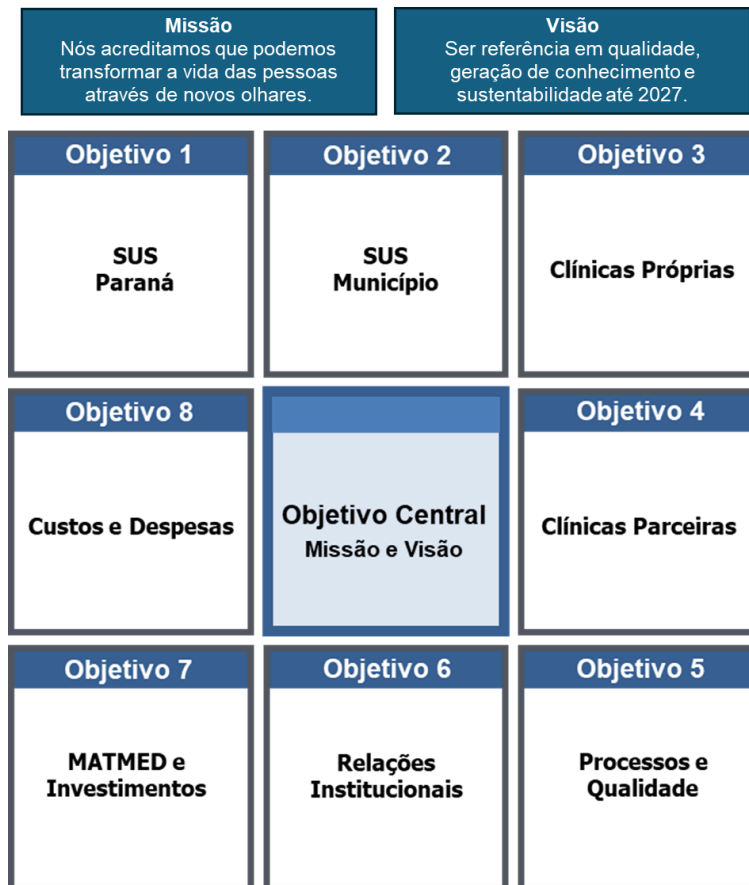 Missão
Nós acreditamos que podemos
transformar a vida das pessoas
através de novos olhares.
Visão
Ser referência em qualidade,
geração de conhecimento e
sustentabilidade até 2027.
Objetivo 1
SUS
Paraná
Objetivo 2
SUS
Município
Objetivo 3
Clínicas Próprias
Objetivo 8
Custos e Despesas
Objetivo Central
Missão e Visão
Objetivo 4
Clínicas Parceiras
Objetivo 7
MATMED e
Investimentos
Objetivo 6
Relações
Institucionais
Objetivo 5
Processos e
Qualidade